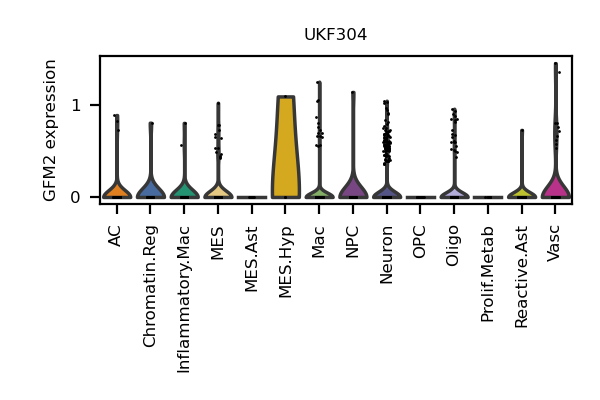 UKF304
GFM2 expression
1
0
AC
Chromatin.Reg
Inflammatory.Mac
MES
MES.Ast
MES.Hyp
Mac
NPC
Neuron
OPC
Oligo
Prolif.Metab
Reactive.Ast
Vasc